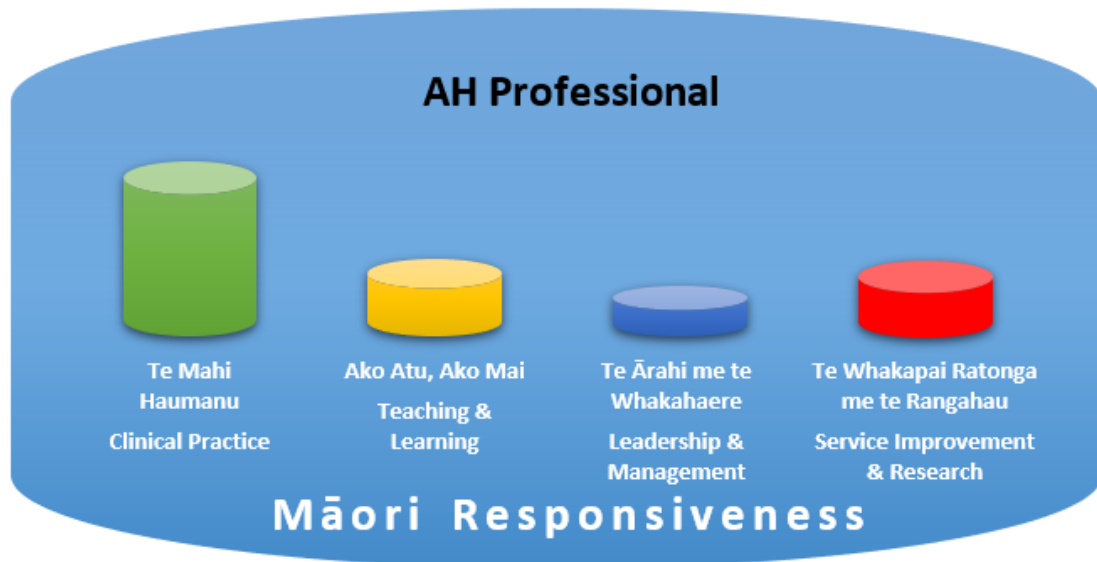 AH Professional
Te Mahi
Haumanu
Clinical Practice
Ako Atu, Ako Mai
Teaching &
Learning
Te Ārahi me te
Whakahaere
Leadership &
Management
Te Whakapai Ratonga
me te Rangahau
Service Improvement
& Research
Māori Responsiveness